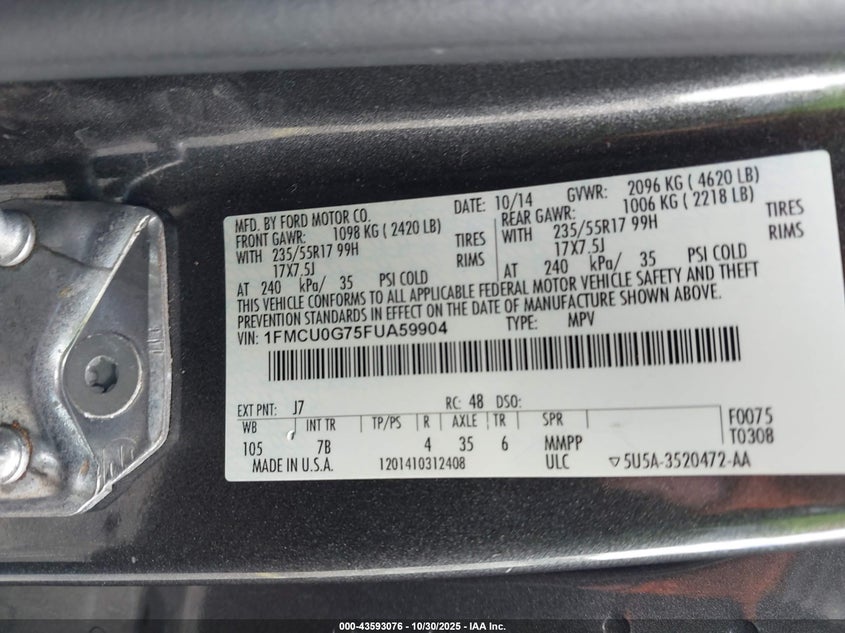 MFD. BY FORD MOTOR CO. DATE: 10/14 GVWR: 2096 KG ( 4620 LB)
FRONT GAWR: 1098 KG ( 2420 LB) REAR GAWR: 1006 KG ( 2218 LB)
WITH 235/55R17 99H TIRES WITH 235/55R17 99H TIRES
17X7.5J RIMS 17X7.5J RIMS
AT 240 kPa/ 35 PSI COLD AT 240 kPa/ 35 PSI COLD
THIS VEHICLE CONFORMS TO ALL APPLICABLE FEDERAL MOTOR VEHICLE SAFETY AND THEFT
PREVENTION STANDARDS IN EFFECT ON THE DATE OF MANUFACTURE SHOWN ABOVE.
VIN: 1FMCU0G75FUA59904 TYPE: MPV
EXT PNT: J7 RC: 48 DSO:
WB INT TR TP/PS R AXLE TR SPR F0075
105 7B 4 35 6 MMPP T0308
MADE IN U.S.A. 1201410312408 ULC ▽5U5A-3520472-AA
000-43593076 - 10/30/2025 - IAA Inc.